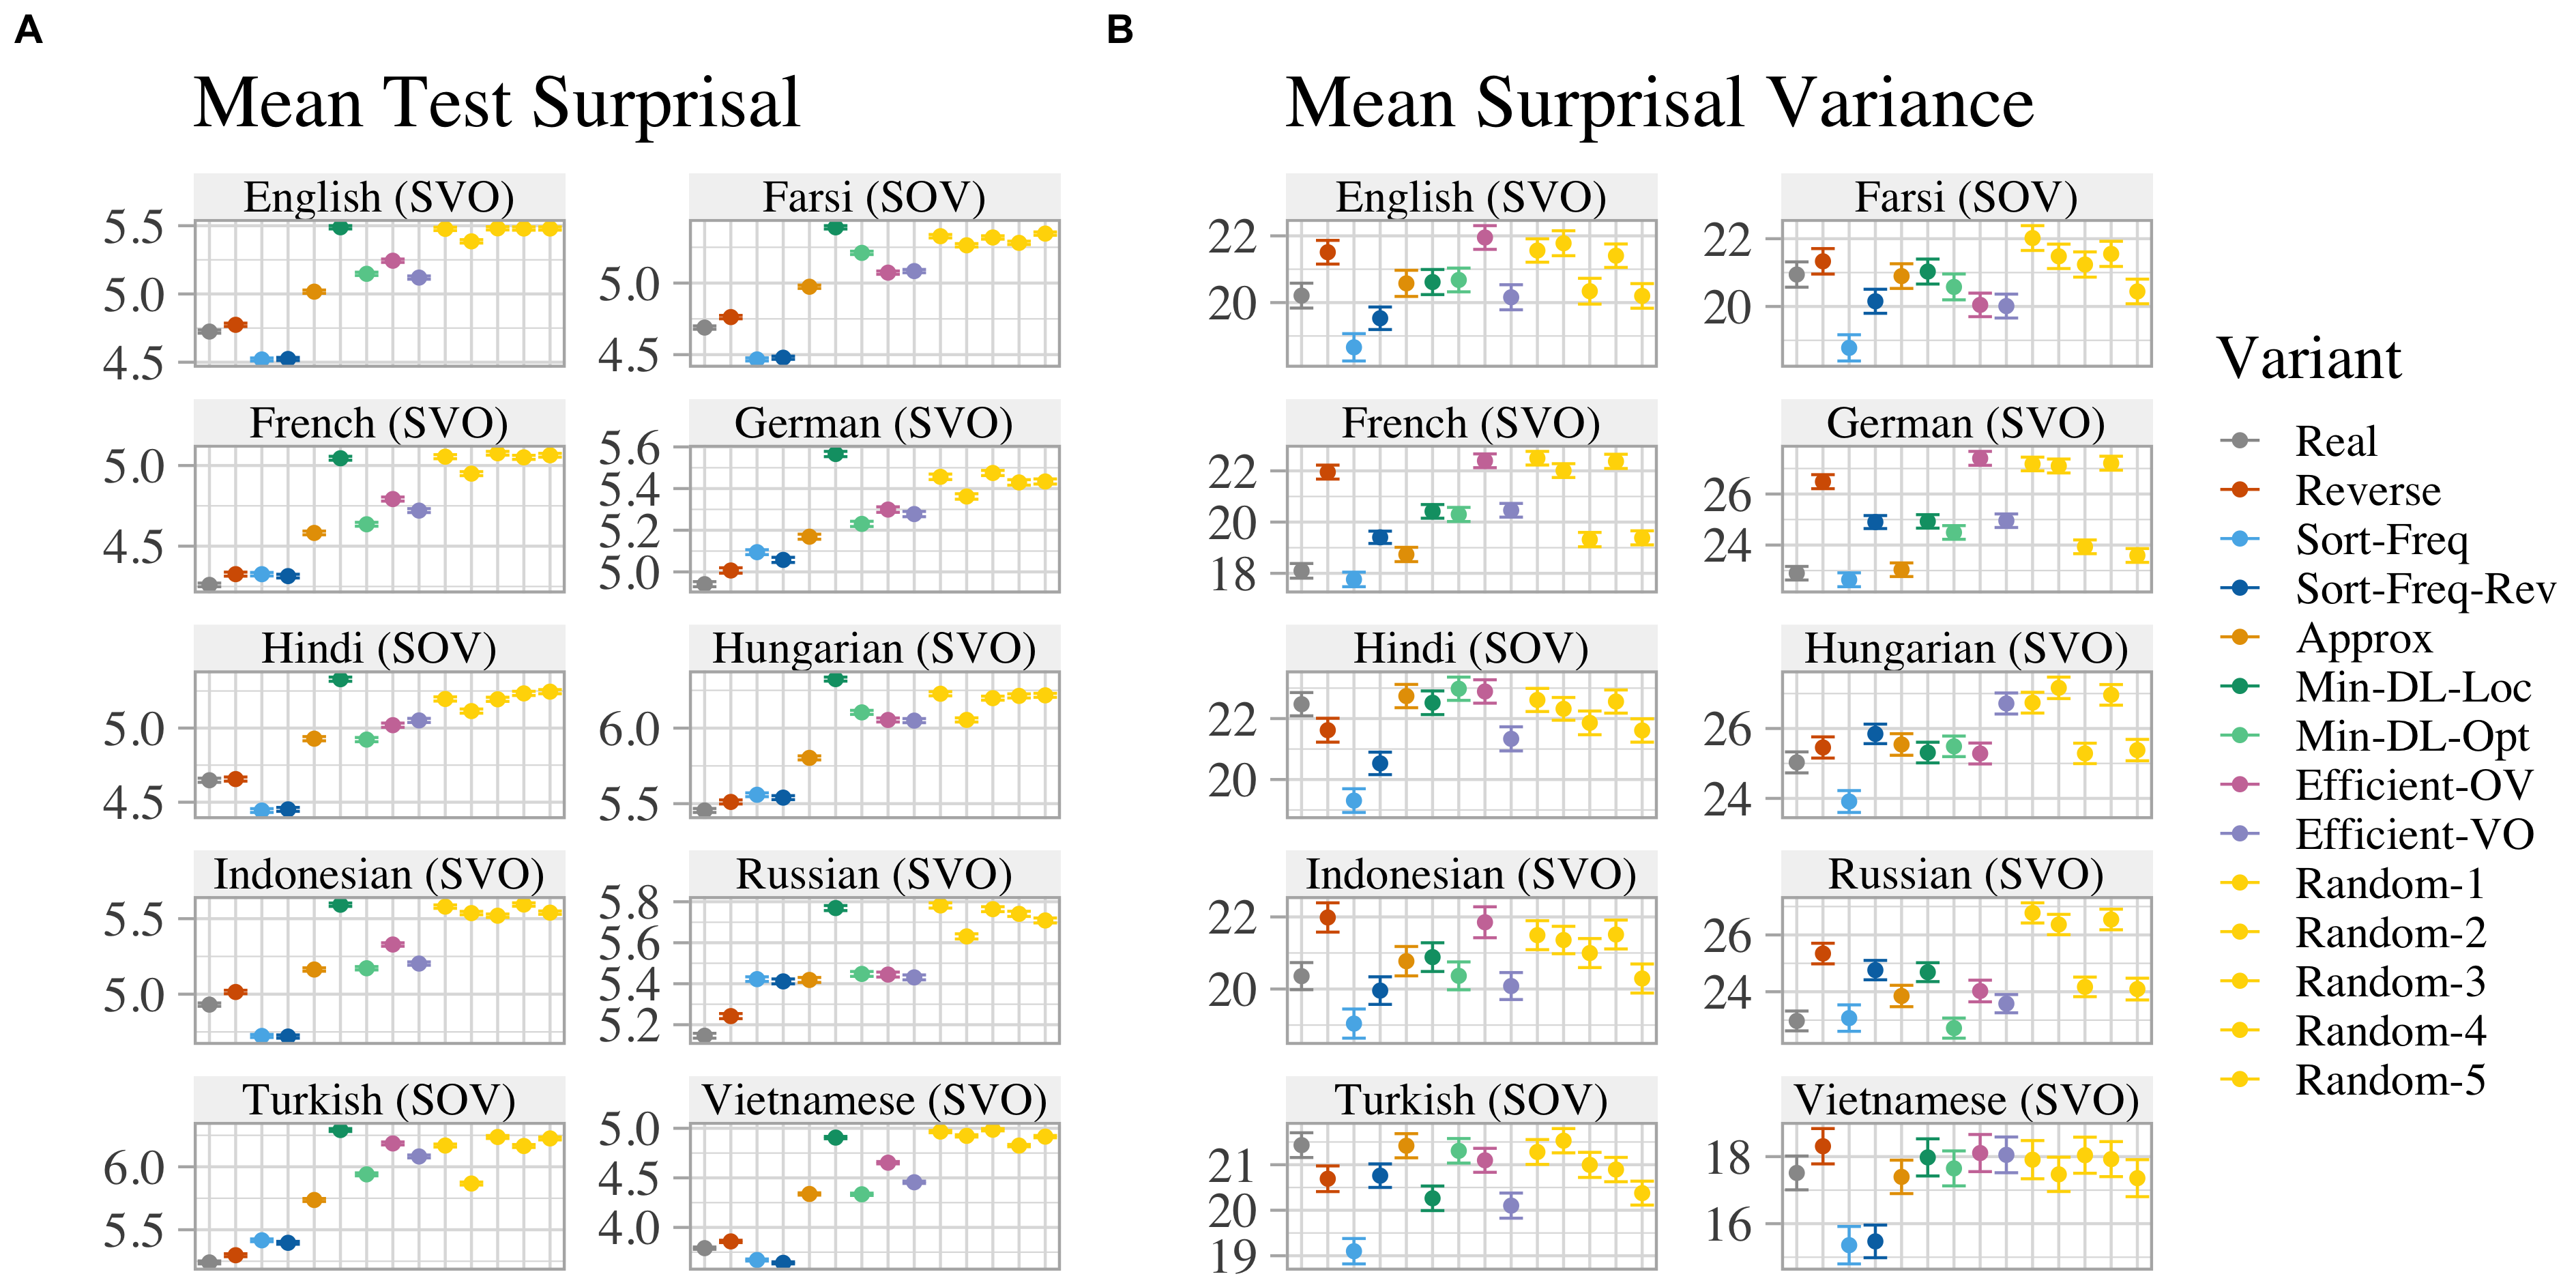 A
B
Mean Test Surprisal
Mean Surprisal Variance
English (SVO)
5.5
5.0
4.5
Farsi (SOV)
5.0
4.5
French (SVO)
5.0
4.5
German (SVO)
5.6
5.4
5.2
5.0
Hindi (SOV)
5.0
4.5
Hungarian (SVO)
6.0
5.5
Indonesian (SVO)
5.5
5.0
Russian (SVO)
5.8
5.6
5.4
5.2
Turkish (SOV)
6.0
5.5
Vietnamese (SVO)
5.0
4.5
4.0
English (SVO)
22
20
Farsi (SOV)
22
20
French (SVO)
22
20
18
German (SVO)
26
24
Hindi (SOV)
22
20
Hungarian (SVO)
26
24
Indonesian (SVO)
22
20
Russian (SVO)
26
24
Turkish (SOV)
21
20
19
Vietnamese (SVO)
18
16
Variant
Real
Reverse
Sort-Freq
Sort-Freq-Rev
Approx
Min-DL-Loc
Min-DL-Opt
Efficient-OV
Efficient-VO
Random-1
Random-2
Random-3
Random-4
Random-5